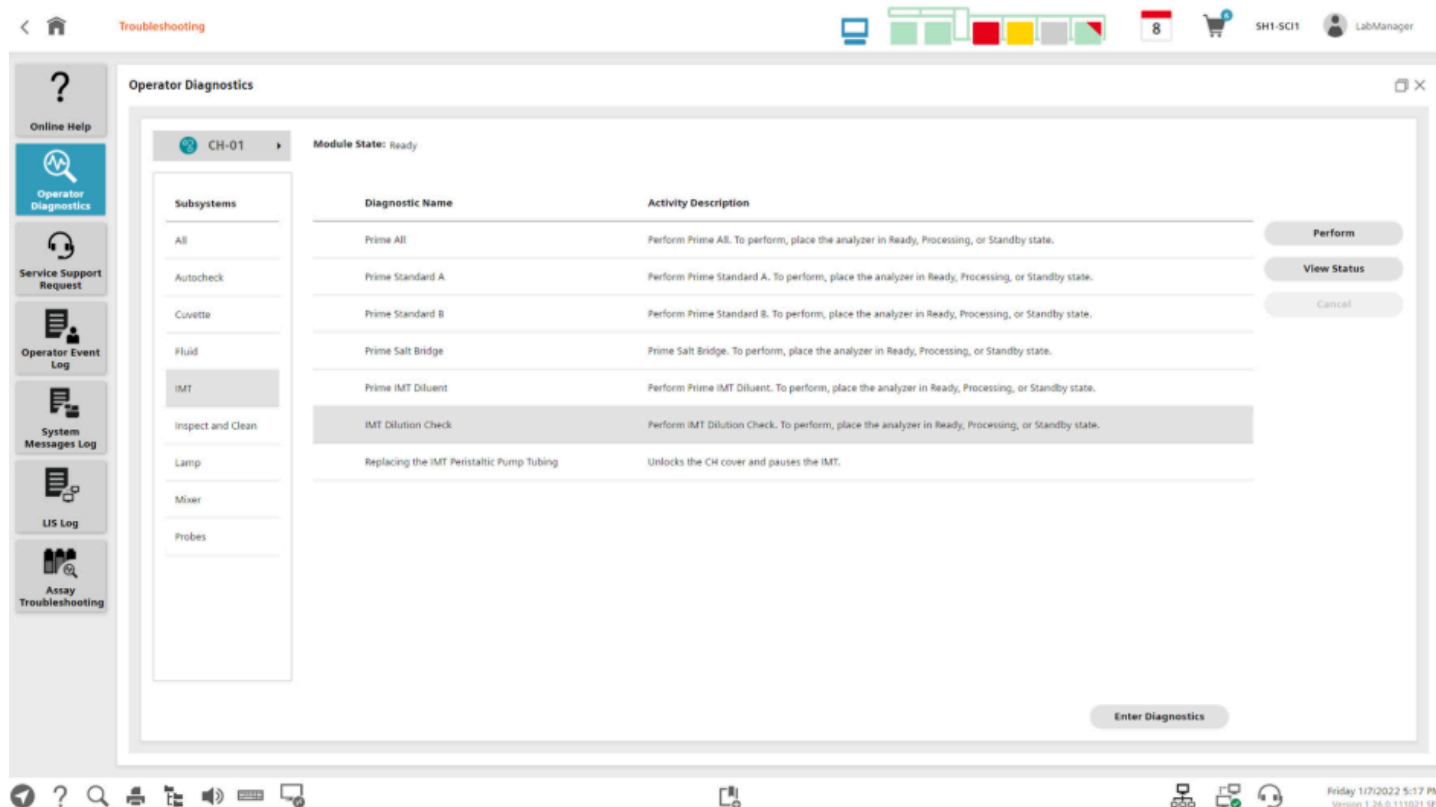 Troubleshooting
8
6
SH1-SCI1
LabManager
?
Online Help
Operator
Diagnostics
Service Support
Request
Operator Event
Log
System
Messages Log
LIS Log
Assay
Troubleshooting
Operator Diagnostics
CH-01
Module State: Ready
Subsystems
All
Autocheck
Cuvette
Fluid
IMT
Inspect and Clean
Lamp
Mixer
Probes
Diagnostic Name Activity Description
Prime All Perform Prime All. To perform, place the analyzer in Ready, Processing, or Standby state.
Prime Standard A Perform Prime Standard A. To perform, place the analyzer in Ready, Processing, or Standby state.
Prime Standard B Perform Prime Standard B. To perform, place the analyzer in Ready, Processing, or Standby state.
Prime Salt Bridge Prime Salt Bridge. To perform, place the analyzer in Ready, Processing, or Standby state.
Prime IMT Diluent Perform Prime IMT Diluent. To perform, place the analyzer in Ready, Processing, or Standby state.
IMT Dilution Check Perform IMT Dilution Check. To perform, place the analyzer in Ready, Processing, or Standby state.
Replacing the IMT Peristaltic Pump Tubing Unlocks the CH cover and pauses the IMT.
Perform
View Status
Cancel
Enter Diagnostics
?
Friday 1/7/2022 5:17 PM
Version 1.26.0.111021